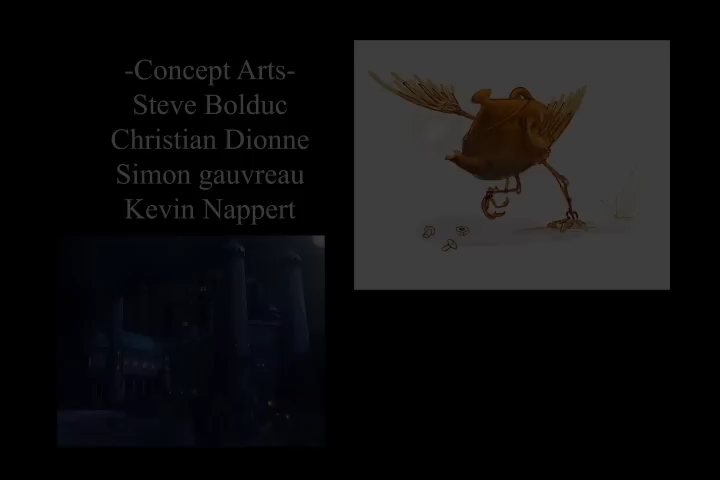 -Concept Arts-
Steve Bolduc
Christian Dionne
Simon gauvreau
Kevin Nappert